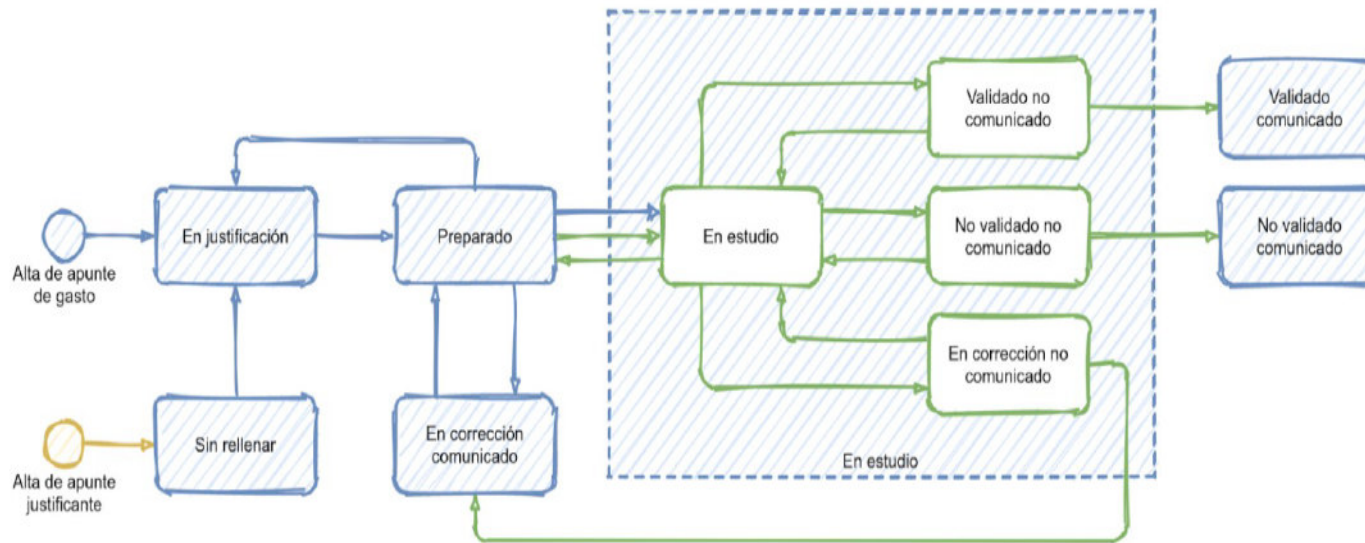 Validado no
comunicado
Validado
comunicado
En justificación
Preparado
En estudio
No validado no
comunicado
No validado
comunicado
Alta de apunte
de gasto
En corrección no
comunicado
Sin rellenar
En corrección
comunicado
En estudio
Alta de apunte
justificante